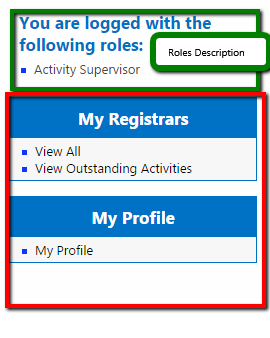 You are logged with the
following roles:
Roles Description
Activity Supervisor
My Registrars
View All
View Outstanding Activities
My Profile
My Profile